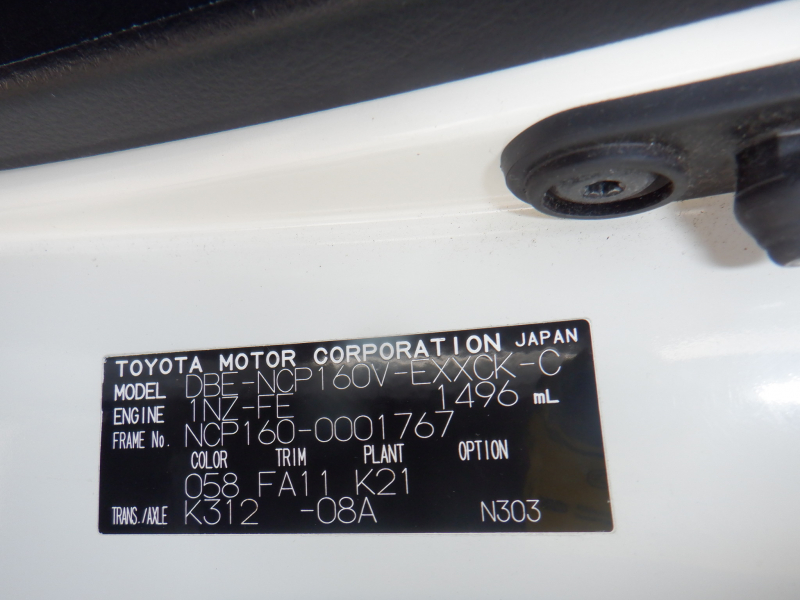 TOYOTA MOTOR CORPORATION JAPAN
MODEL DBE-NCP160V-EXXCK-C
ENGINE 1NZ-FE 1496 mL
FRAME No. NCP160-0001767
COLOR TRIM PLANT OPTION
058 FA11 K21
TRANS./AXLE K312 -08A N303